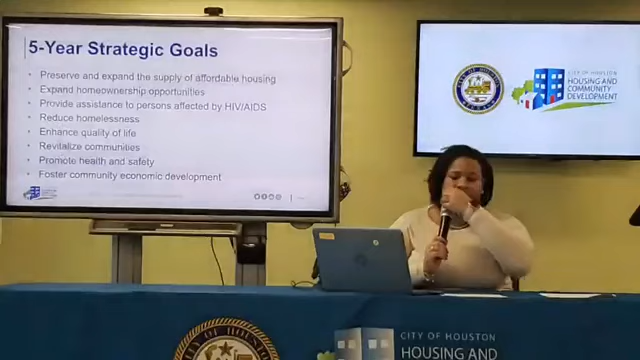 5-Year Strategic Goals
• Preserve and expand the supply of affordable housing
• Expand homeownership opportunities
• Provide assistance to persons affected by HIV/AIDS
• Reduce homelessness
• Enhance quality of life
• Revitalize communities
• Promote health and safety
• Foster community economic development
CITY OF HOUSTON
HOUSING AND
COMMUNITY
DEVELOPMENT
CITY OF HOUSTON
HOUSING AND